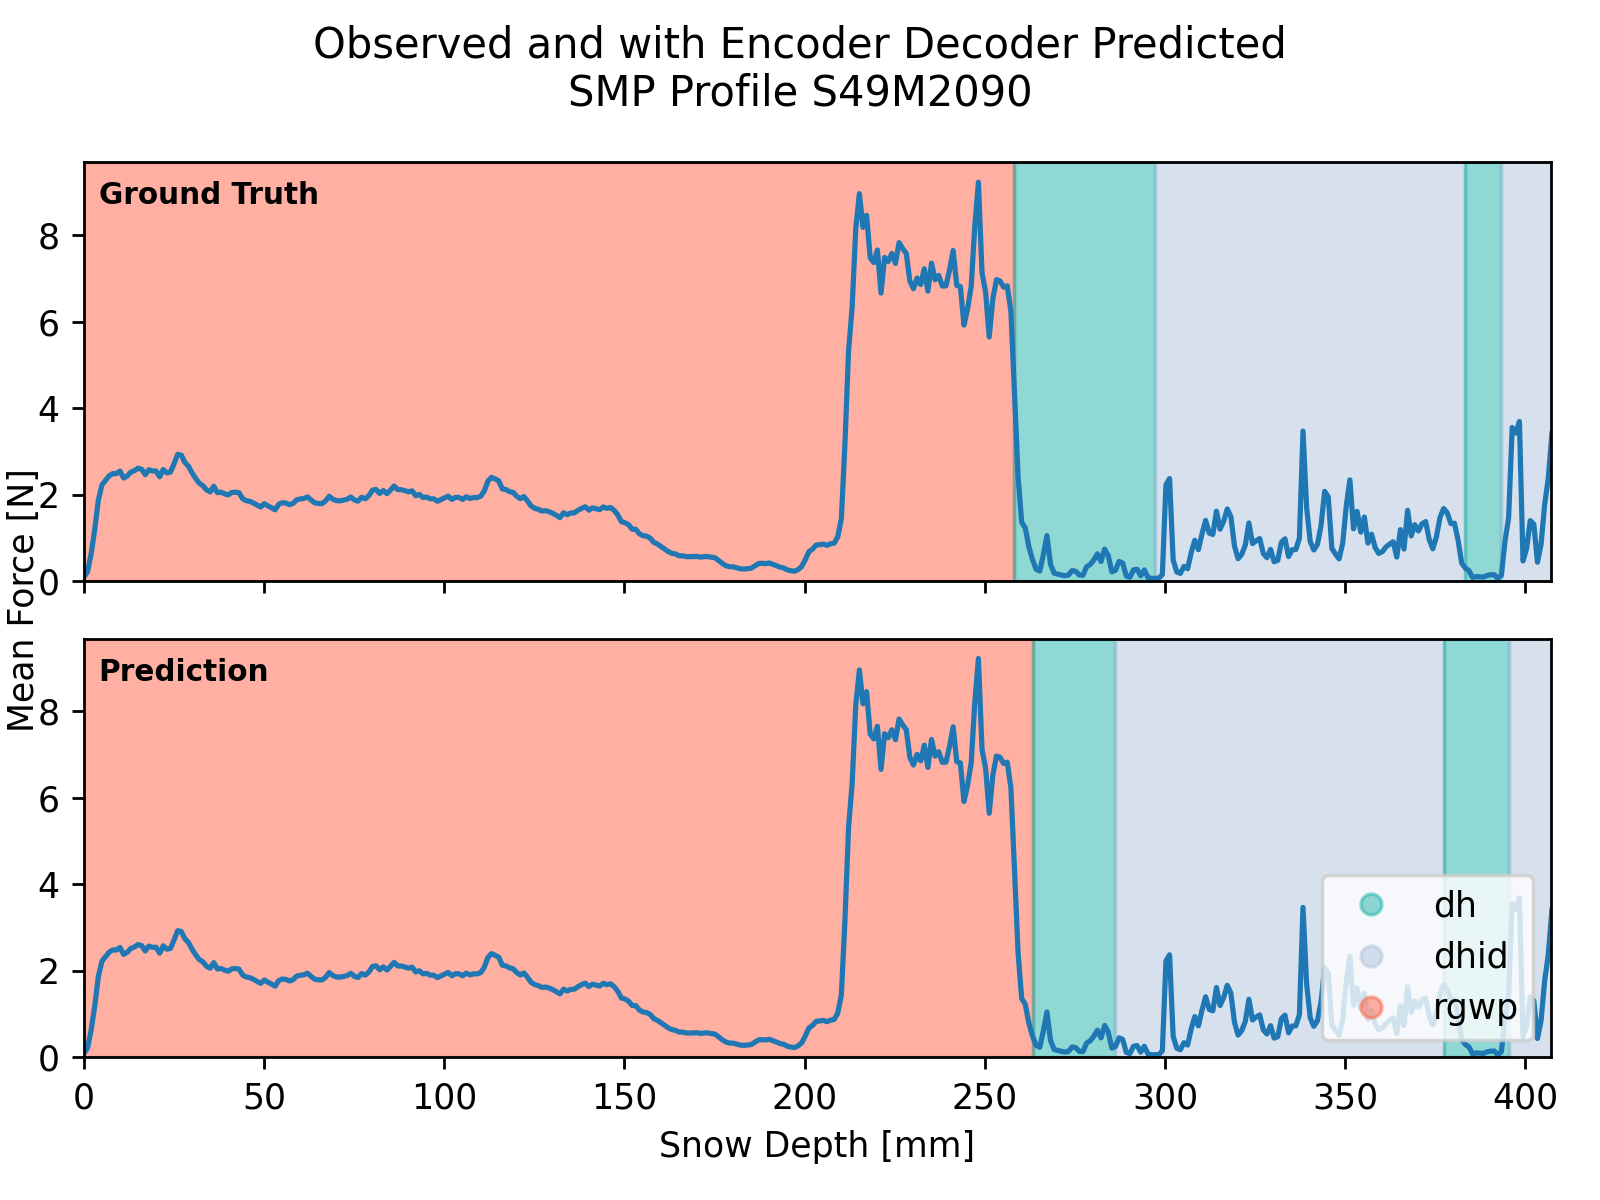 Observed and with Encoder Decoder Predicted
SMP Profile S49M2090
Ground Truth
8
6
4
2
0
Mean Force [N]
Prediction
8
6
4
2
0
dh
dhid
rgwp
0 50 100 150 200 250 300 350 400
Snow Depth [mm]